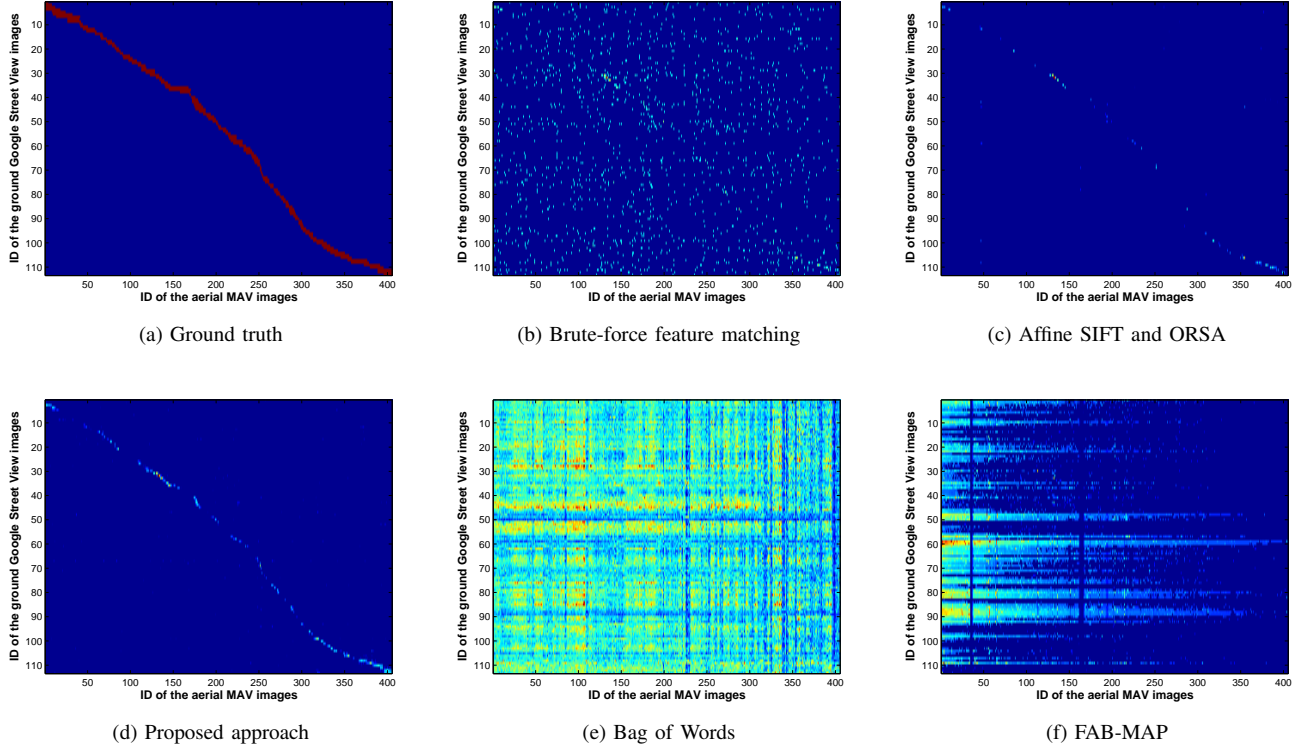 ID of the ground Google Street View images
10
20
30
40
50
60
70
80
90
100
110
50 100 150 200 250 300 350 400
ID of the aerial MAV images
(a) Ground truth
ID of the ground Google Street View images
10
20
30
40
50
60
70
80
90
100
110
50 100 150 200 250 300 350 400
ID of the aerial MAV images
(b) Brute-force feature matching
ID of the ground Google Street View images
10
20
30
40
50
60
70
80
90
100
110
50 100 150 200 250 300 350 400
ID of the aerial MAV images
(c) Affine SIFT and ORSA
ID of the ground Google Street View images
10
20
30
40
50
60
70
80
90
100
110
50 100 150 200 250 300 350 400
ID of the aerial MAV images
(d) Proposed approach
ID of the ground Google Street View images
10
20
30
40
50
60
70
80
90
100
110
50 100 150 200 250 300 350 400
ID of the aerial MAV images
(e) Bag of Words
ID of the ground Google Street View images
10
20
30
40
50
60
70
80
90
100
110
50 100 150 200 250 300 350 400
ID of the aerial MAV images
(f) FAB-MAP